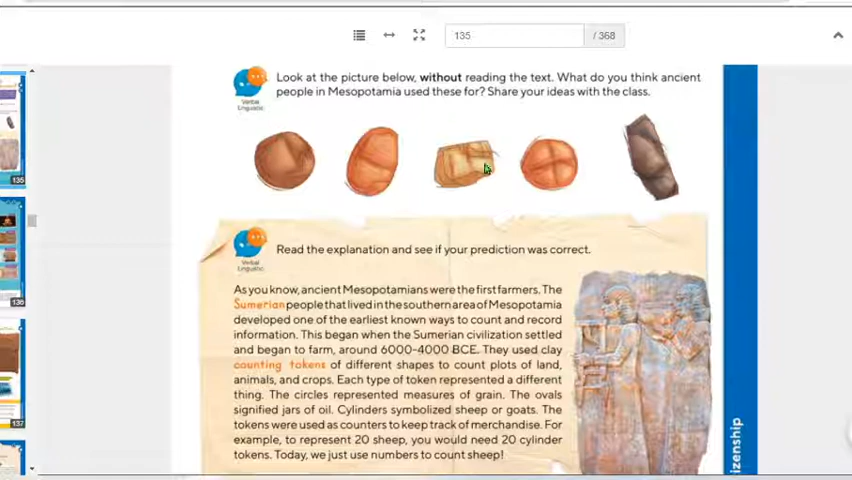 135
/ 368
Look at the picture below, without reading the text. What do you think ancient
people in Mesopotamia used these for? Share your ideas with the class.
Verbal
Linguistic
Read the explanation and see if your prediction was correct.
Verbal
Linguistic
As you know, ancient Mesopotamians were the first farmers. The
Sumerian people that lived in the southern area of Mesopotamia
developed one of the earliest known ways to count and record
information. This began when the Sumerian civilization settled
and began to farm, around 6000-4000 BCE. They used clay
counting tokens of different shapes to count plots of land,
animals, and crops. Each type of token represented a different
thing. The circles represented measures of grain. The ovals
signified jars of oil. Cylinders symbolized sheep or goats. The
tokens were used as counters to keep track of merchandise. For
example, to represent 20 sheep, you would need 20 cylinder
tokens. Today, we just use numbers to count sheep!
izenship
135
136
137